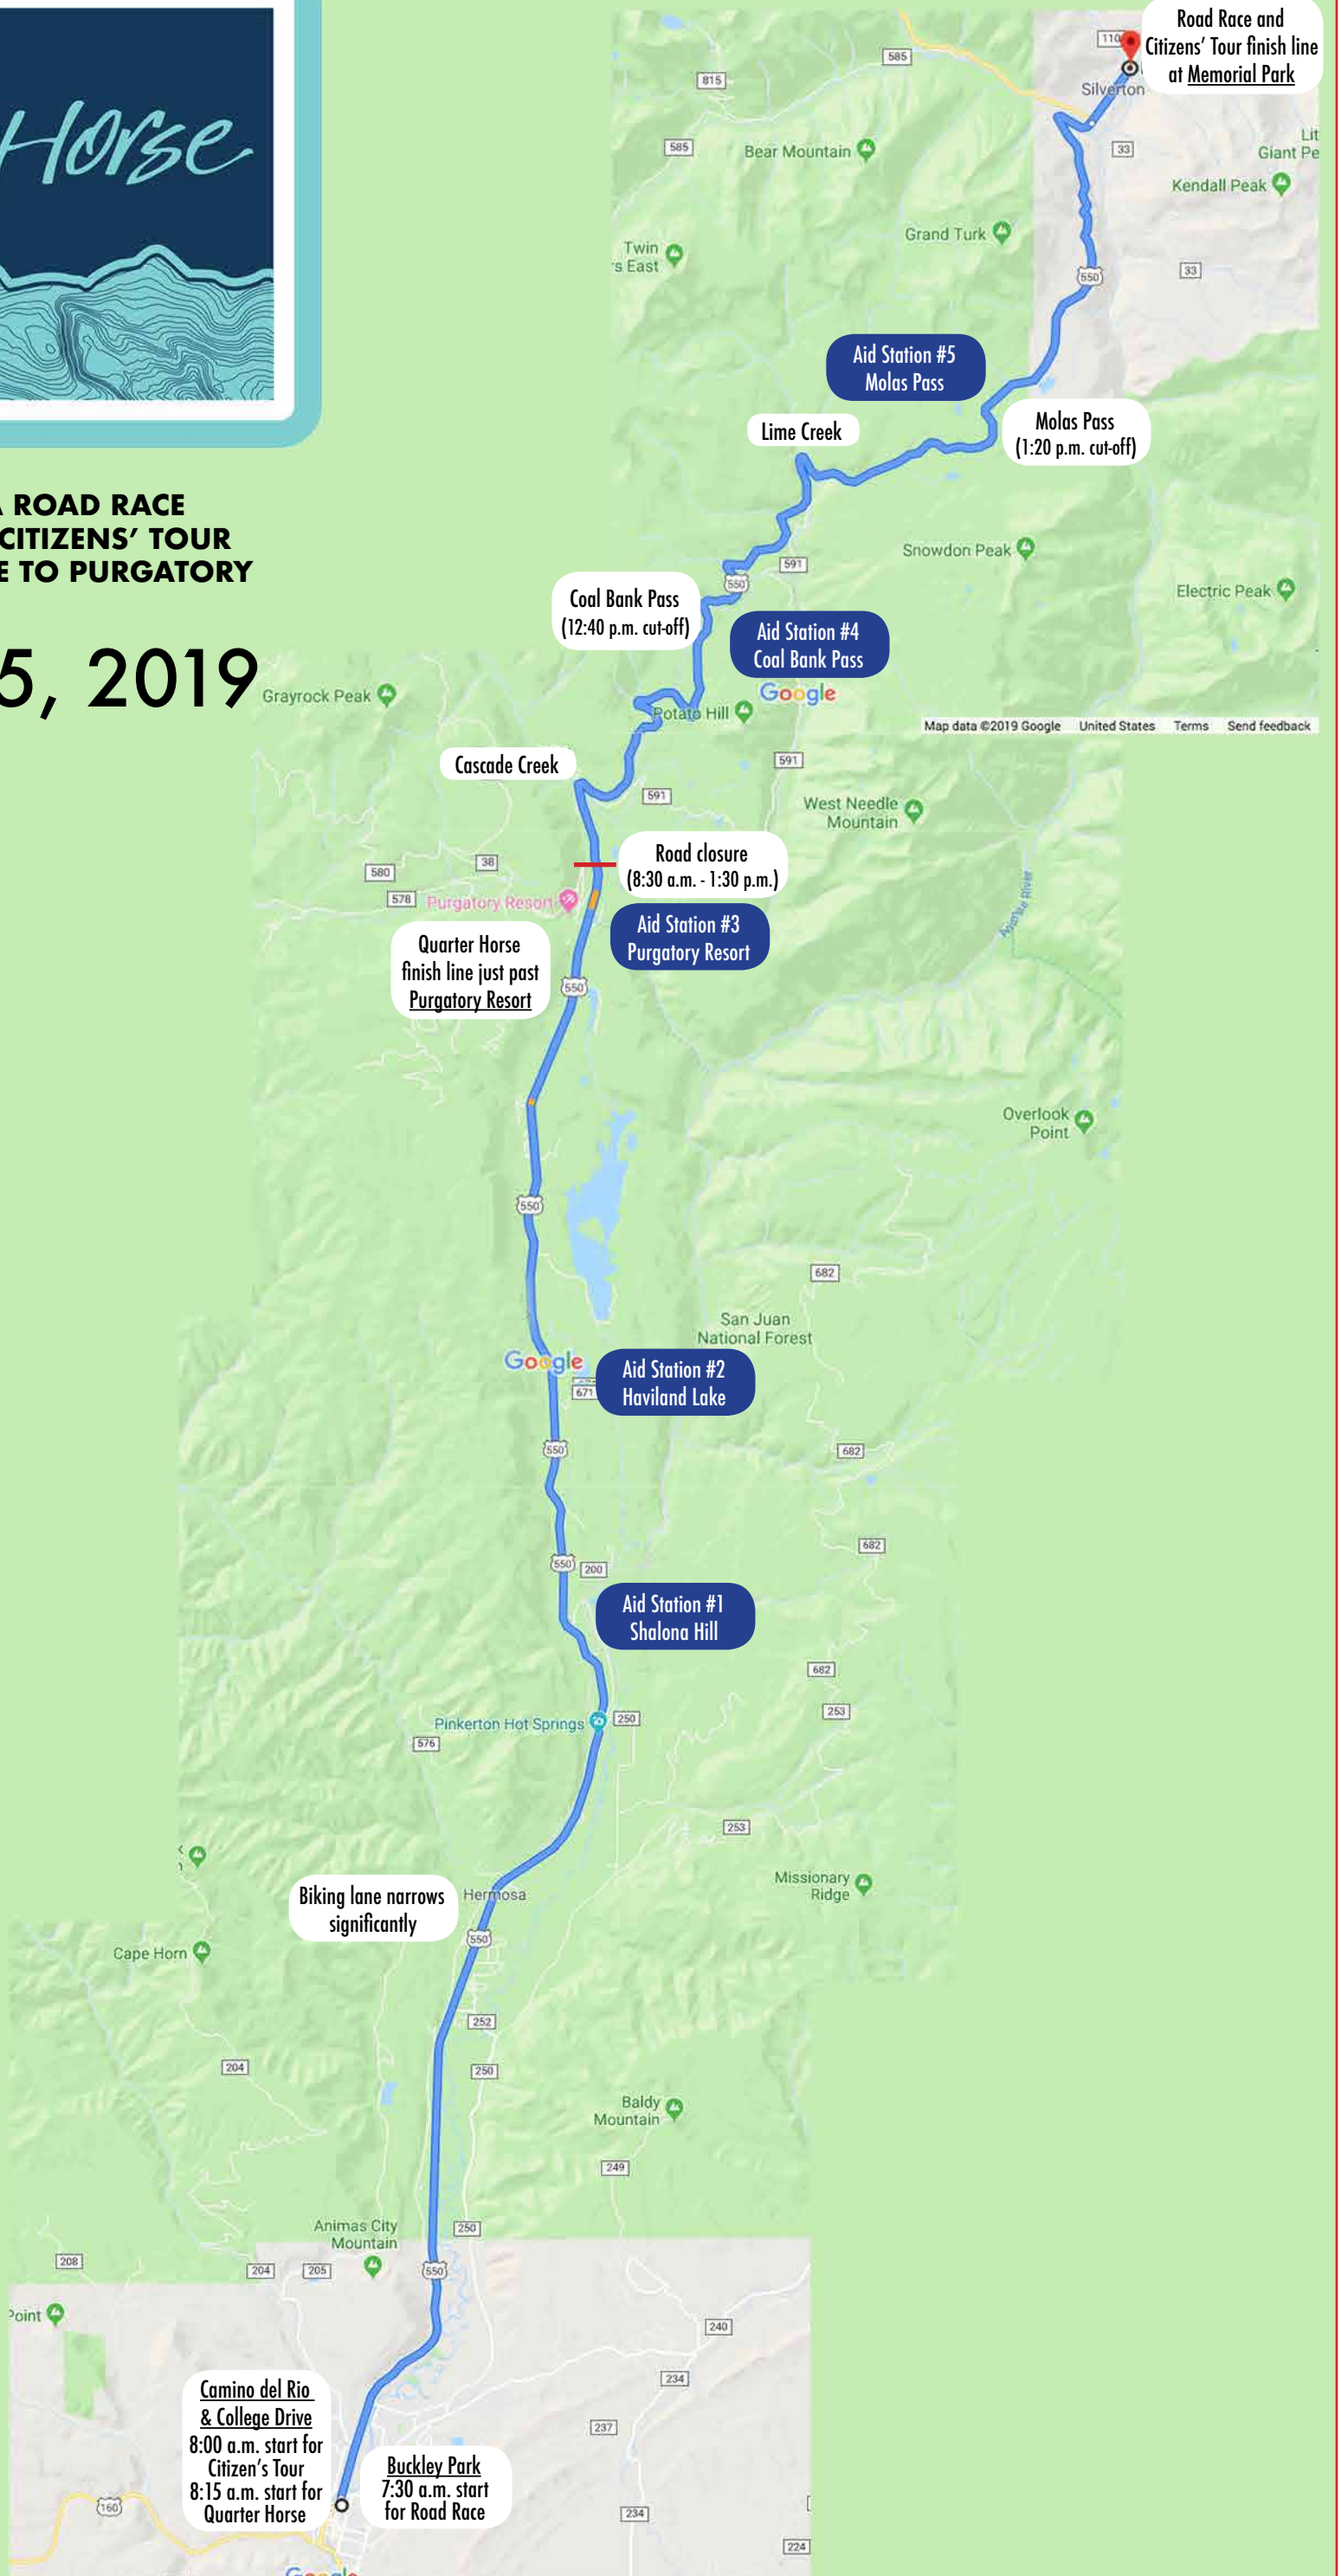 Horse
ROAD RACE
CITIZENS’ TOUR
TO PURGATORY
5, 2019
Road Race and
Citizens’ Tour finish line
at Memorial Park
110
585
815
Silverton
585
Bear Mountain
33
Lit
Giant Pe
Kendall Peak
Grand Turk
Twin
's East
550
33
Aid Station #5
Molas Pass
Molas Pass
(1:20 p.m. cut-off)
Lime Creek
Snowdon Peak
591
550
Electric Peak
Coal Bank Pass
(12:40 p.m. cut-off)
Aid Station #4
Coal Bank Pass
Google
Grayrock Peak
Potato Hill
Map data ©2019 Google United States Terms Send feedback
Cascade Creek
591
591
West Needle
Mountain
Road closure
(8:30 a.m. - 1:30 p.m.)
38
580
578
Purgatory Resort
Aid Station #3
Purgatory Resort
Animas River
Quarter Horse
finish line just past
Purgatory Resort
550
Overlook
Point
550
682
San Juan
National Forest
Google
Aid Station #2
Haviland Lake
671
550
682
682
550
200
Aid Station #1
Shalona Hill
682
253
Pinkerton Hot Springs
250
576
253
Missionary
Ridge
Biking lane narrows
significantly
Hermosa
550
Cape Horn
252
204
250
Baldy
Mountain
249
Animas City
Mountain
250
208
204
205
550
Point
240
234
Camino del Rio
& College Drive
8:00 a.m. start for
Citizen’s Tour
8:15 a.m. start for
Quarter Horse
Buckley Park
7:30 a.m. start
for Road Race
237
160
234
224
Google